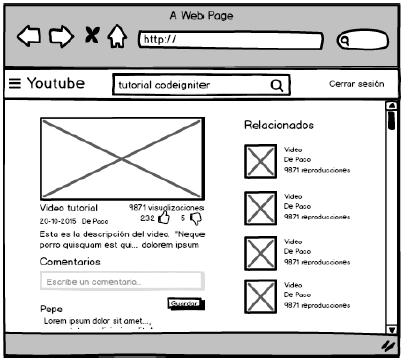 A Web Page
http://
Youtube
tutorial codeigniter
Cerrar sesión
Video tutorial 9871 visualizaciones
20-10-2015 De Paco 232 5
Esta es la descripción del video. "Neque
porro quisquam est qui... dolorem ipsum
Comentarios
Escribe un comentario...
Guardar
Pepe
Lorem ipsum dolor sit amet...,
Relacionados
Video
De Paco
9871 reproducciones
Video
De Paco
9871 reproducciones
Video
De Paco
9871 reproducciones
Video
De Paco
9871 reproducciones